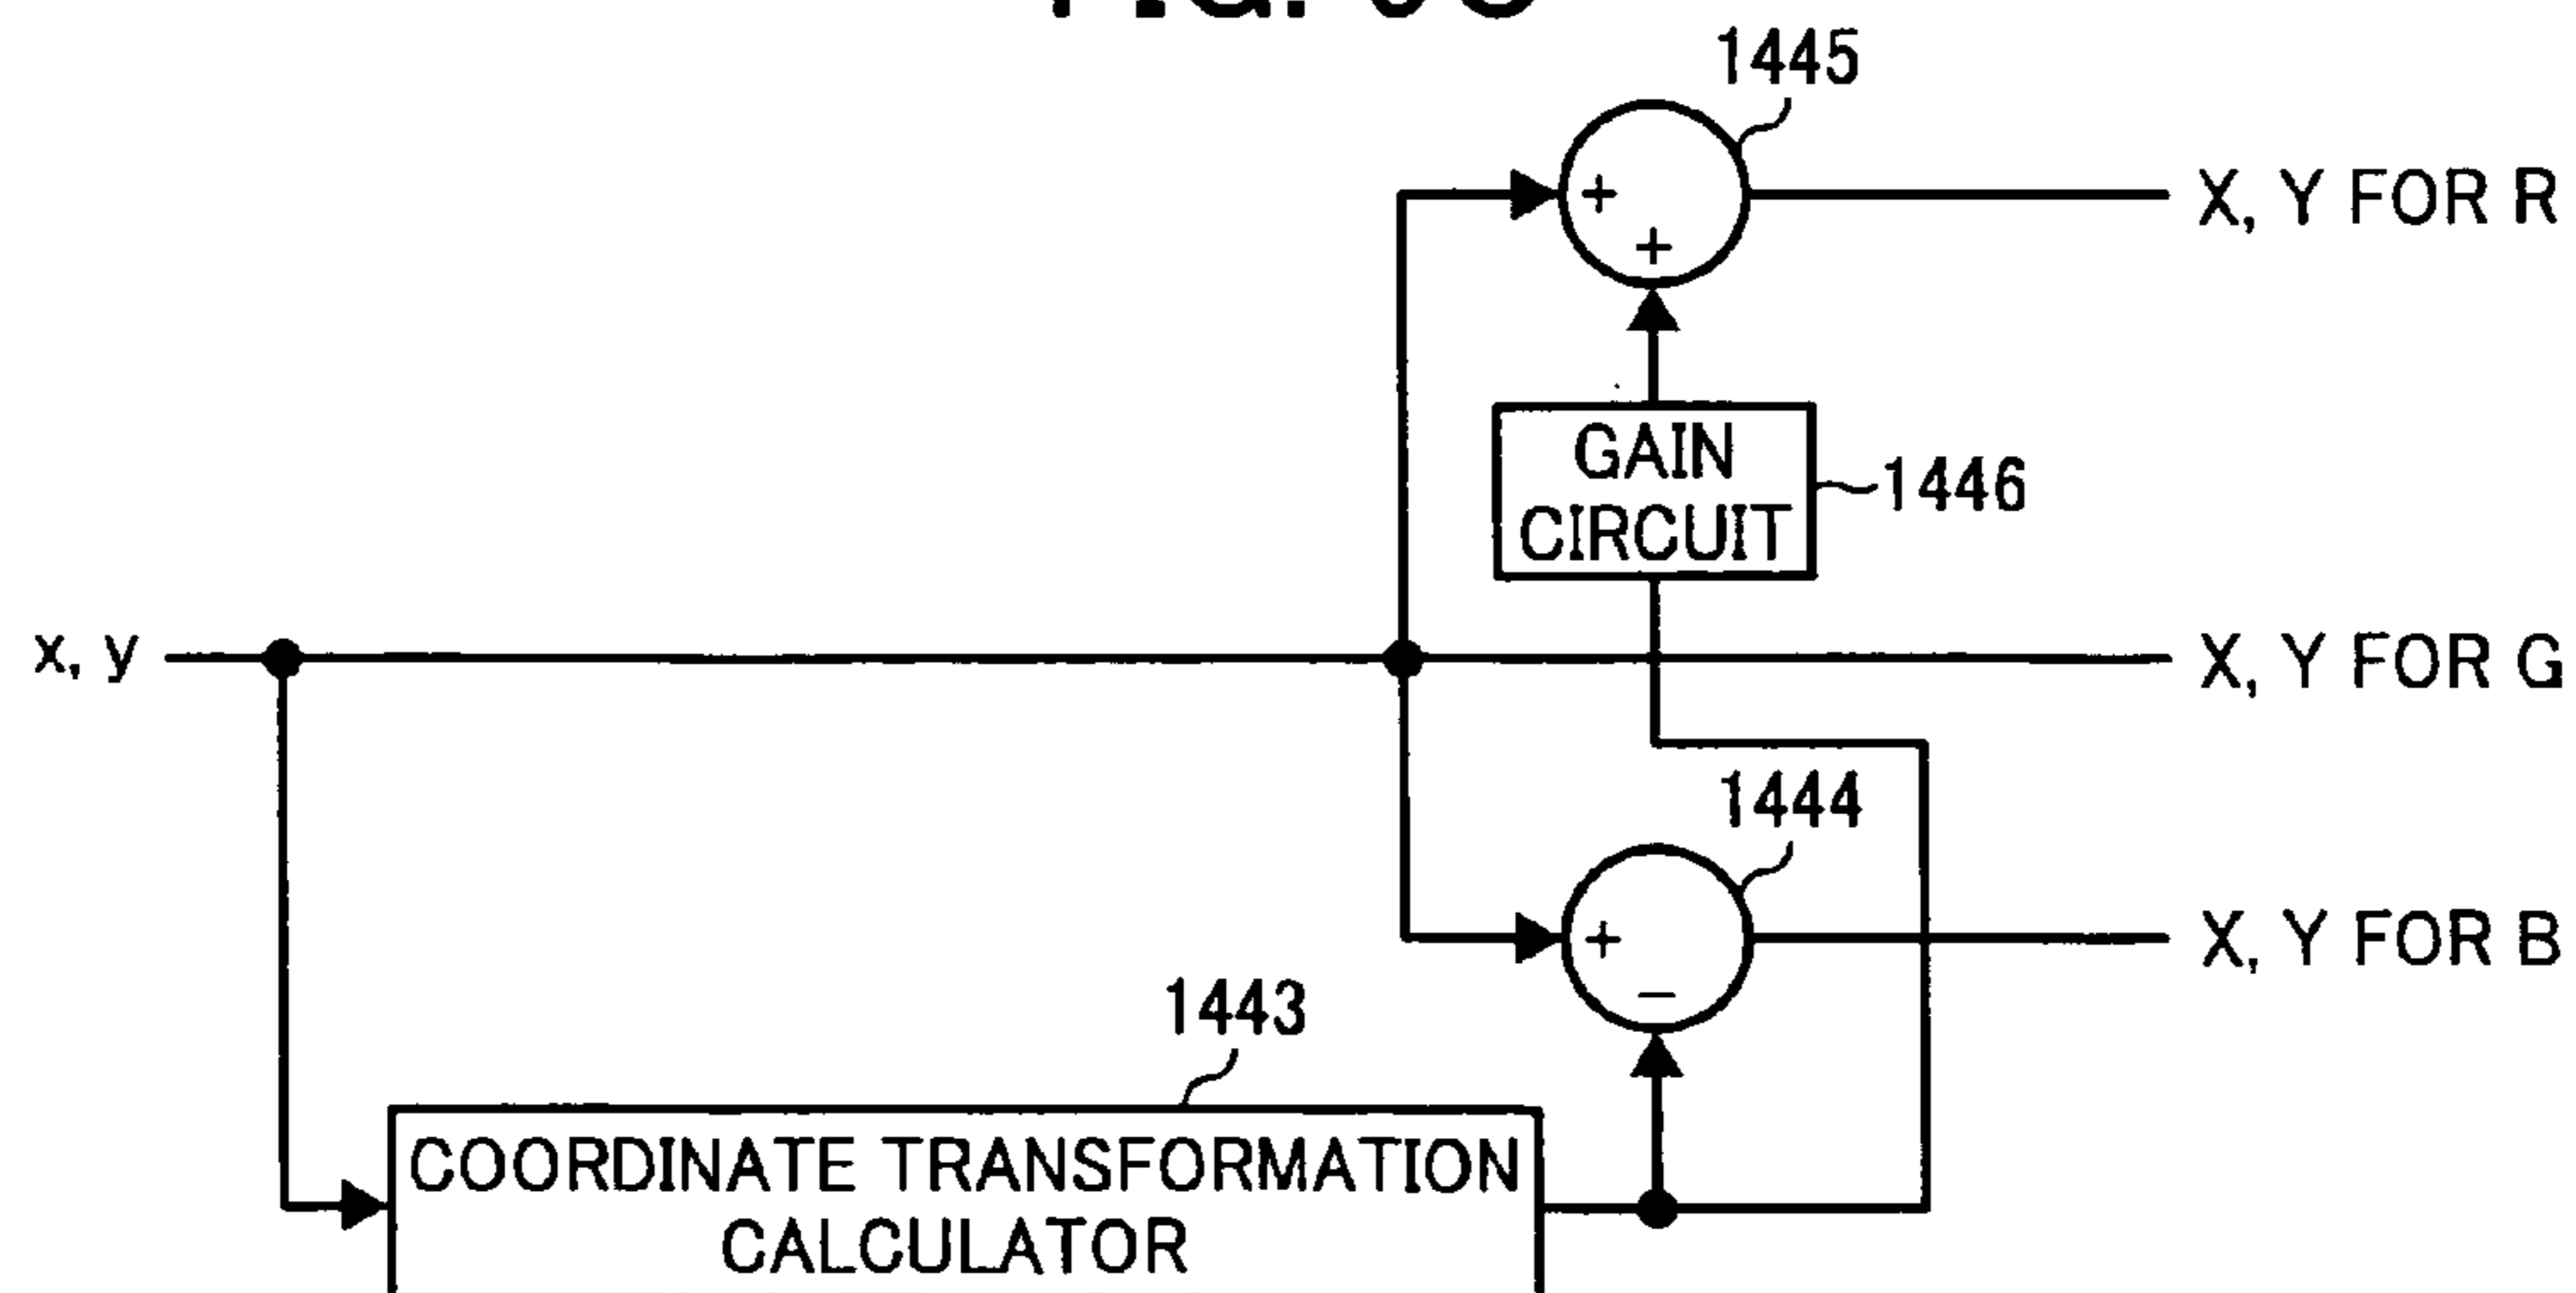 1445
+
+
X, Y FOR R
GAIN
CIRCUIT
1446
x, y
X, Y FOR G
1444
+
−
X, Y FOR B
1443
COORDINATE TRANSFORMATION
CALCULATOR